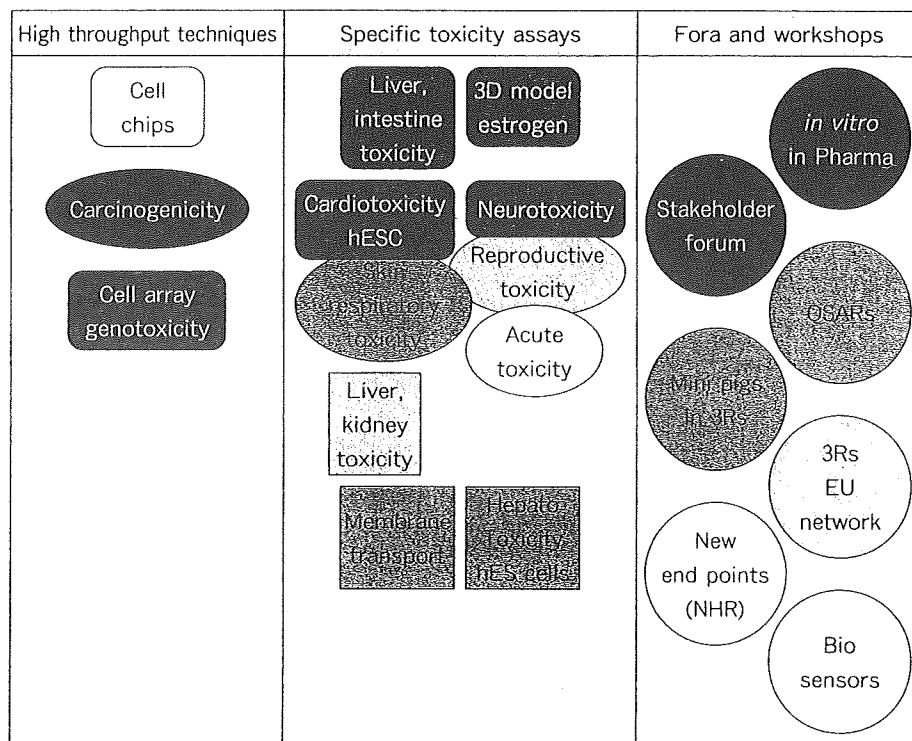 High throughput techniques
Specific toxicity assays
Fora and workshops
Cell
chips
Carcinogenicity
Cell array
genotoxicity
Liver,
intestine
toxicity
3D model
estrogen
Cardiotoxicity
hESC
Neurotoxicity
Skin
respiratory
toxicity
Reproductive
toxicity
Acute
toxicity
Liver,
kidney
toxicity
Membrane
transport
Hepato
Toxicity
hES cells
in vitro
in Pharma
Stakeholder
forum
QSARs
Mini pigs
In 3Rs
3Rs
EU
network
New
end points
(NHR)
Bio
sensors